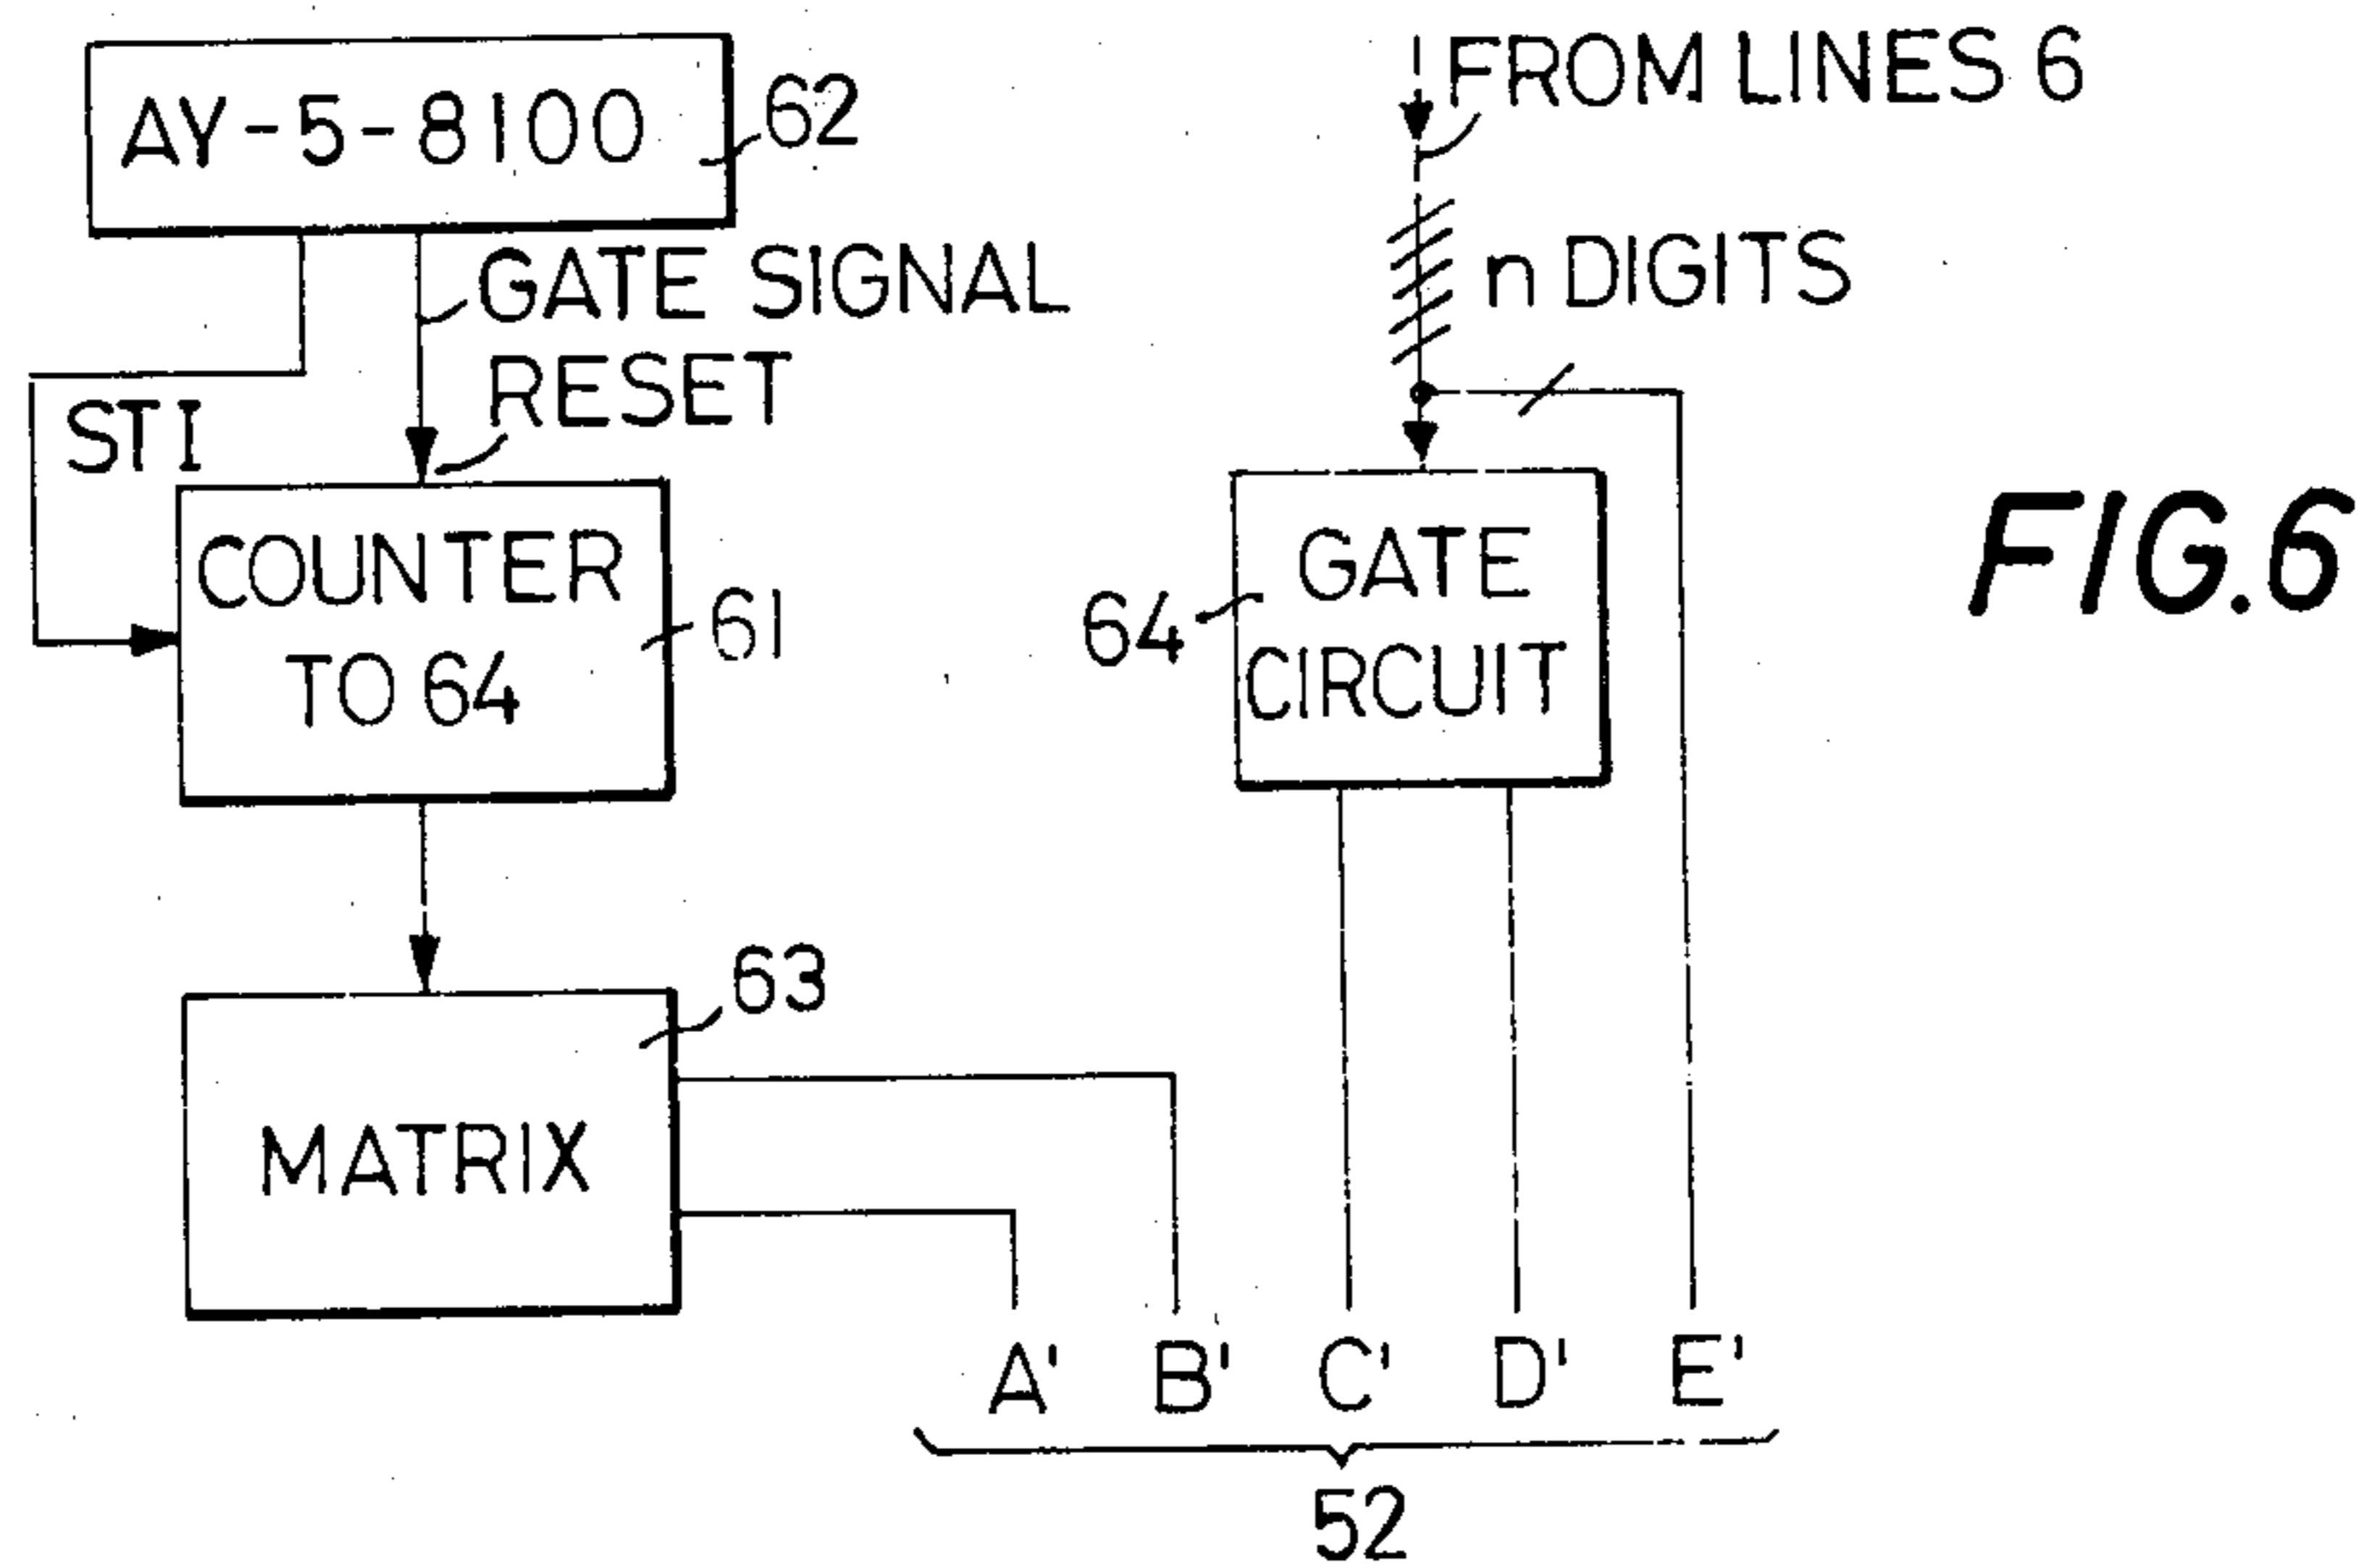 AY-5-8100
62
FROM LINES 6
n DIGITS
GATE SIGNAL
RESET
STI
COUNTER
TO 64
61
GATE
CIRCUIT
64
FIG.6
63
MATRIX
A' B' C' D' E'
52